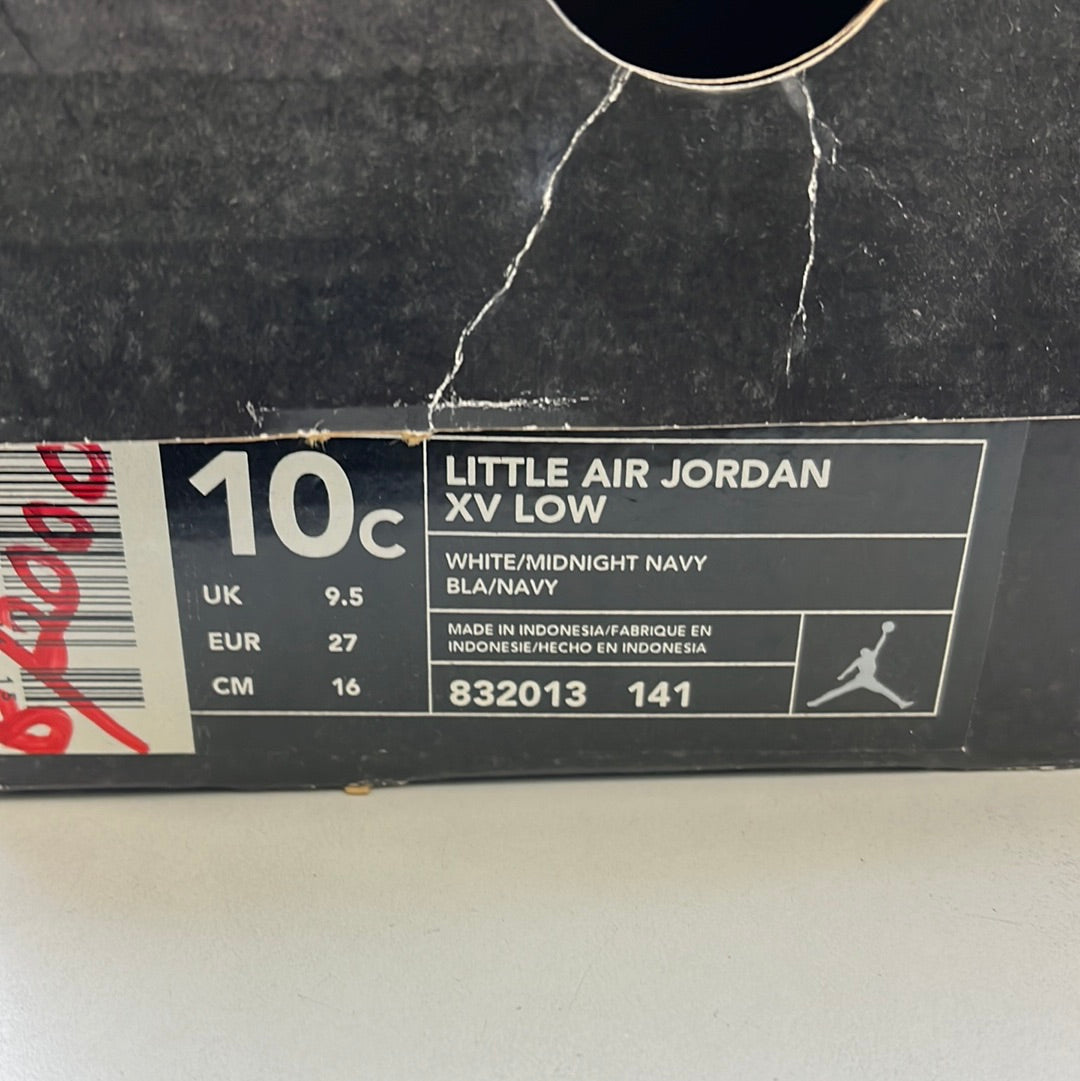 10C
UK 9.5
EUR 27
CM 16
LITTLE AIR JORDAN
XV LOW
WHITE/MIDNIGHT NAVY
BLA/NAVY
MADE IN INDONESIA/FABRIQUE EN
INDONESIE/HECHO EN INDONESIA
832013 141